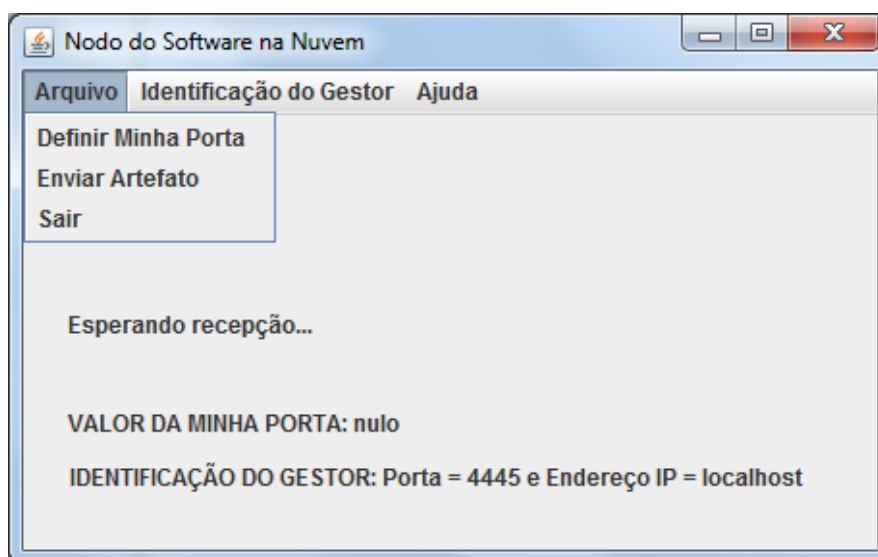 Nodo do Software na Nuvem
Arquivo Identificação do Gestor Ajuda
Definir Minha Porta
Enviar Artefato
Sair
Esperando recepção...
VALOR DA MINHA PORTA: nulo
IDENTIFICAÇÃO DO GESTOR: Porta = 4445 e Endereço IP = localhost